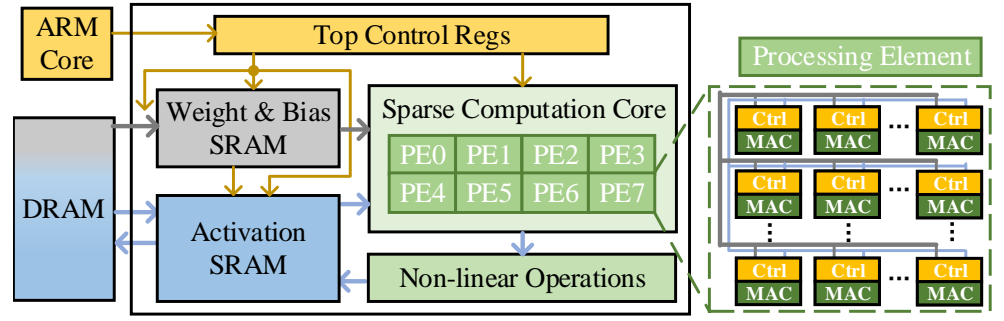 ARM
Core
Top Control Regs
Processing Element
Weight & Bias
SRAM
Sparse Computation Core
PE0 PE1 PE2 PE3
PE4 PE5 PE6 PE7
DRAM
Activation
SRAM
Non-linear Operations
Ctrl Ctrl ... Ctrl
MAC MAC MAC
Ctrl Ctrl ... Ctrl
MAC MAC MAC
Ctrl Ctrl ... Ctrl
MAC MAC MAC